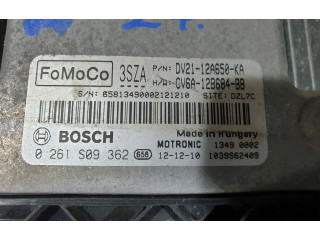 FoMoCo 3SZA P/N: DV21-12A650-KA
H/W: CV6A-12B684-BB
S/N: 65813490002121210 SITE: DZL7C
BOSCH Made in Hungary
MOTRONIC 1349 0002
0 261 S09 362 658 12-12-10 1039S62409